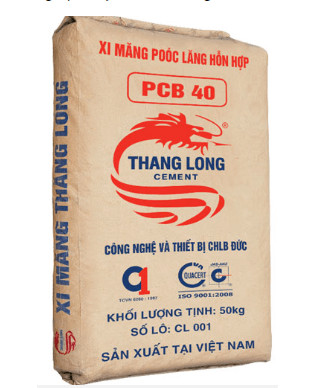 XI MĂNG POÓC LĂNG HỖN HỢP
PCB 40
®
THANG LONG
CEMENT
CÔNG NGHỆ VÀ THIẾT BỊ CHLB ĐỨC
QUACERT
ISO 9001:2008
KHỐI LƯỢNG TỊNH: 50kg
SỐ LÔ: CL 001
SẢN XUẤT TẠI VIỆT NAM
XI MĂNG THANG LONG